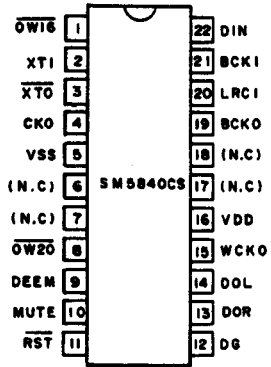 OW16 1 22 DIN
XTI 2 21 BCKI
XTO 3 20 LRCI
CKO 4 19 BCKO
VSS 5 18 (N.C)
(N.C) 6 SM5840CS 17 (N.C)
(N.C) 7 16 VDD
OW20 8 15 WCKO
DEEM 9 14 DOL
MUTE 10 13 DOR
RST 11 12 DG